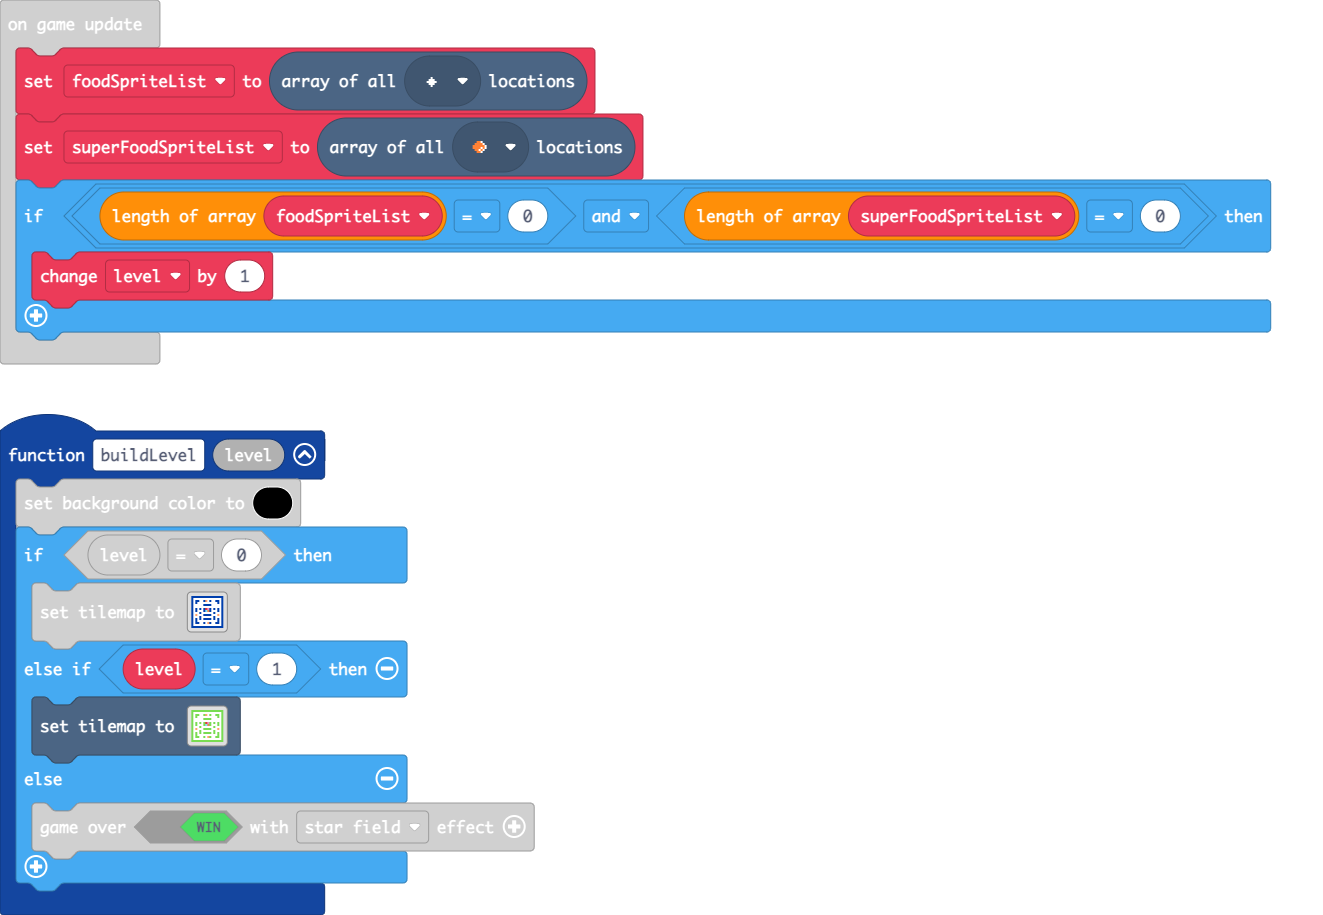 on game update
set foodSpriteList to array of all locations
set superFoodSpriteList to array of all locations
if length of array foodSpriteList = 0 and length of array superFoodSpriteList = 0 then
change level by 1
function buildLevel level
set background color to
if level = 0 then
set tilemap to
else if level = 1 then
set tilemap to
else
game over WIN with star field effect